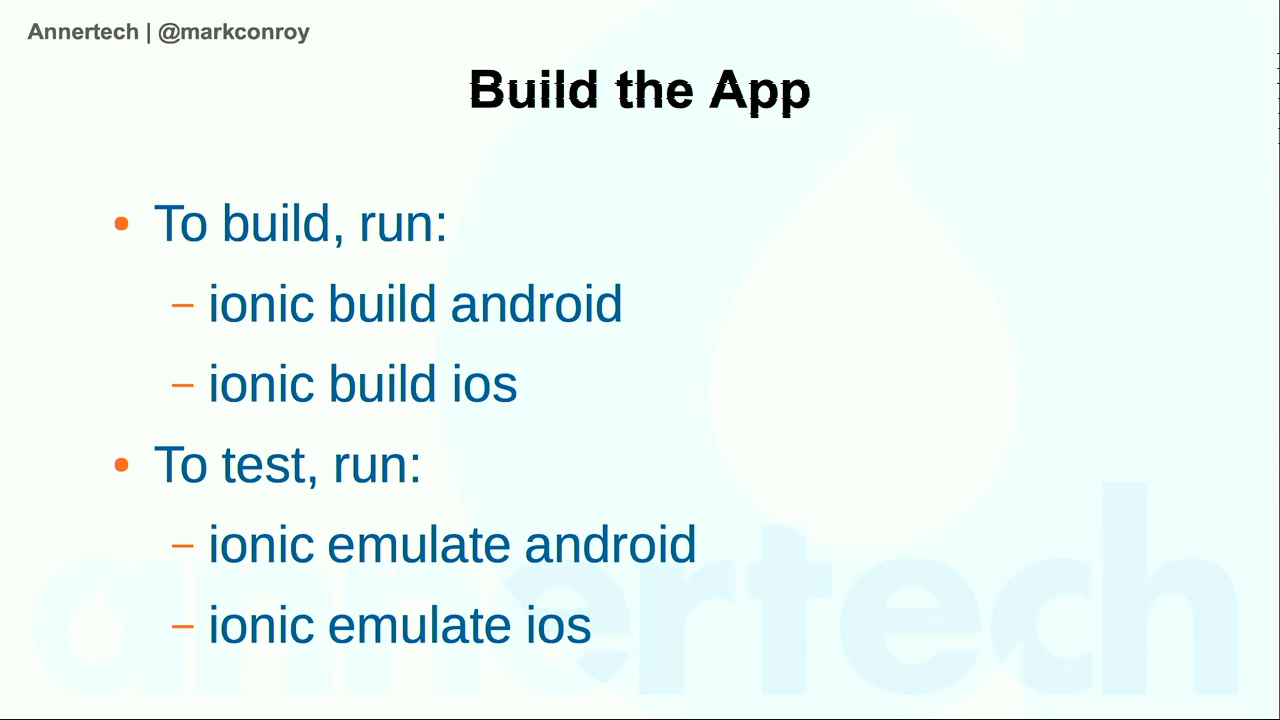 Annertech | @markconroy
Build the App
• To build, run:
– ionic build android
– ionic build ios
• To test, run:
– ionic emulate android
– ionic emulate ios
annertech